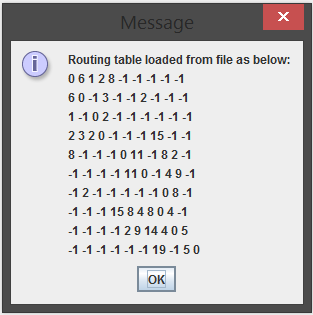 Message
Routing table loaded from file as below:
0 6 1 2 8 -1 -1 -1 -1 -1
6 0 -1 3 -1 -1 2 -1 -1 -1
1 -1 0 2 -1 -1 -1 -1 -1 -1
2 3 2 0 -1 -1 -1 15 -1 -1
8 -1 -1 -1 0 11 -1 8 2 -1
-1 -1 -1 -1 11 0 -1 4 9 -1
-1 2 -1 -1 -1 -1 -1 0 8 -1
-1 -1 -1 15 8 4 8 0 4 -1
-1 -1 -1 -1 2 9 14 4 0 5
-1 -1 -1 -1 -1 -1 19 -1 5 0
OK